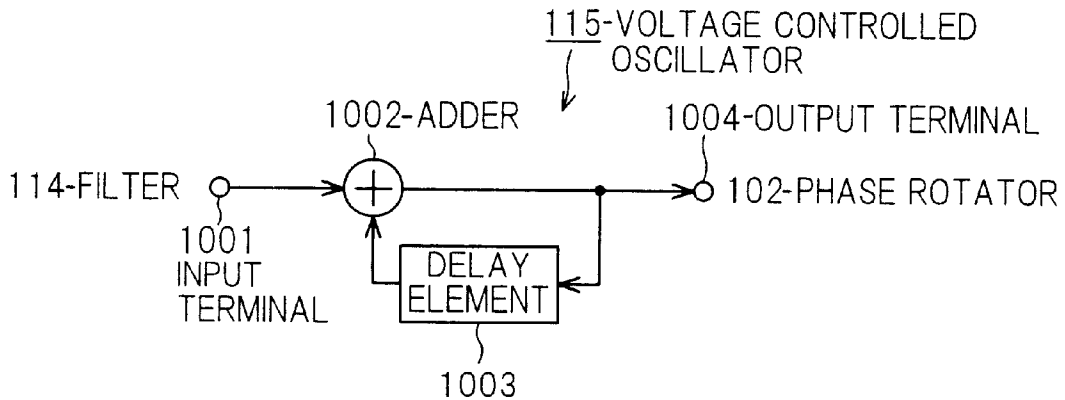 115-VOLTAGE CONTROLLED
OSCILLATOR
1002-ADDER
1004-OUTPUT TERMINAL
114-FILTER
+
102-PHASE ROTATOR
1001
INPUT
TERMINAL
DELAY
ELEMENT
1003